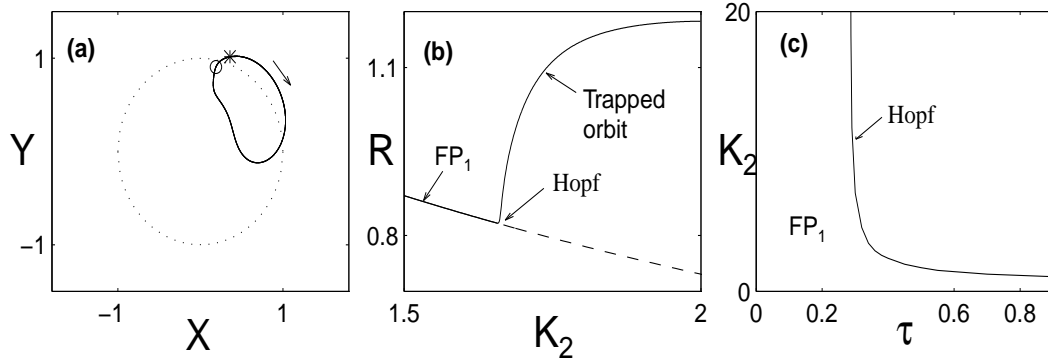 (a)
1
Y
−1
−1
1
X
(b)
1.1
Trapped
orbit
R
FP1
Hopf
0.8
1.5
2
K2
(c)
20
Hopf
K2
FP1
0
0
0.2
0.6
0.8
τ